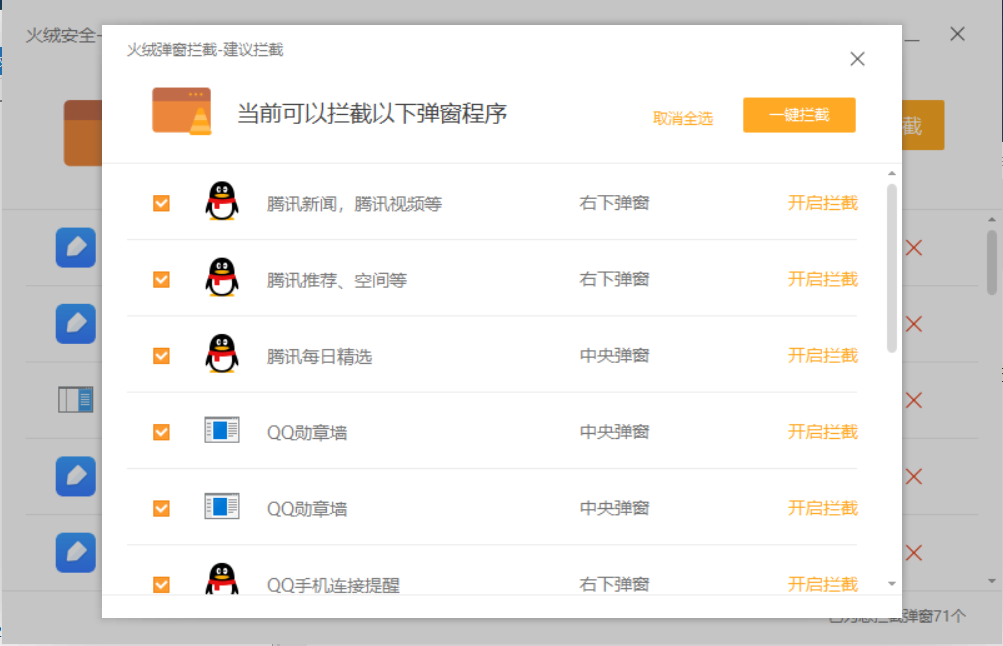 火绒安全-
火绒弹窗拦截-建议拦截
当前可以拦截以下弹窗程序
取消全选
一键拦截
截
腾讯新闻，腾讯视频等 右下弹窗 开启拦截
腾讯推荐、空间等 右下弹窗 开启拦截
腾讯每日精选 中央弹窗 开启拦截
QQ勋章墙 中央弹窗 开启拦截
QQ勋章墙 中央弹窗 开启拦截
QQ手机连接提醒 右下弹窗 开启拦截
已为您拦截弹窗71个